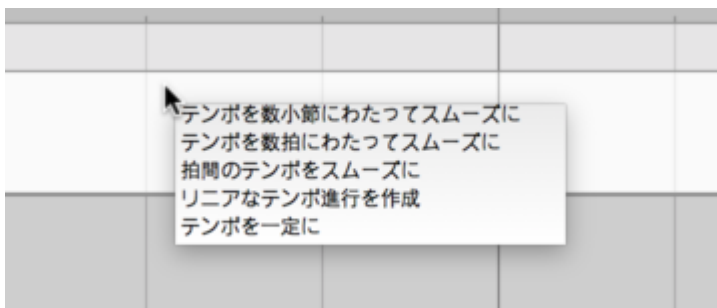 テンポを数小節にわたってスムーズに
テンポを数拍にわたってスムーズに
拍間のテンポをスムーズに
リニアなテンポ進行を作成
テンポを一定に